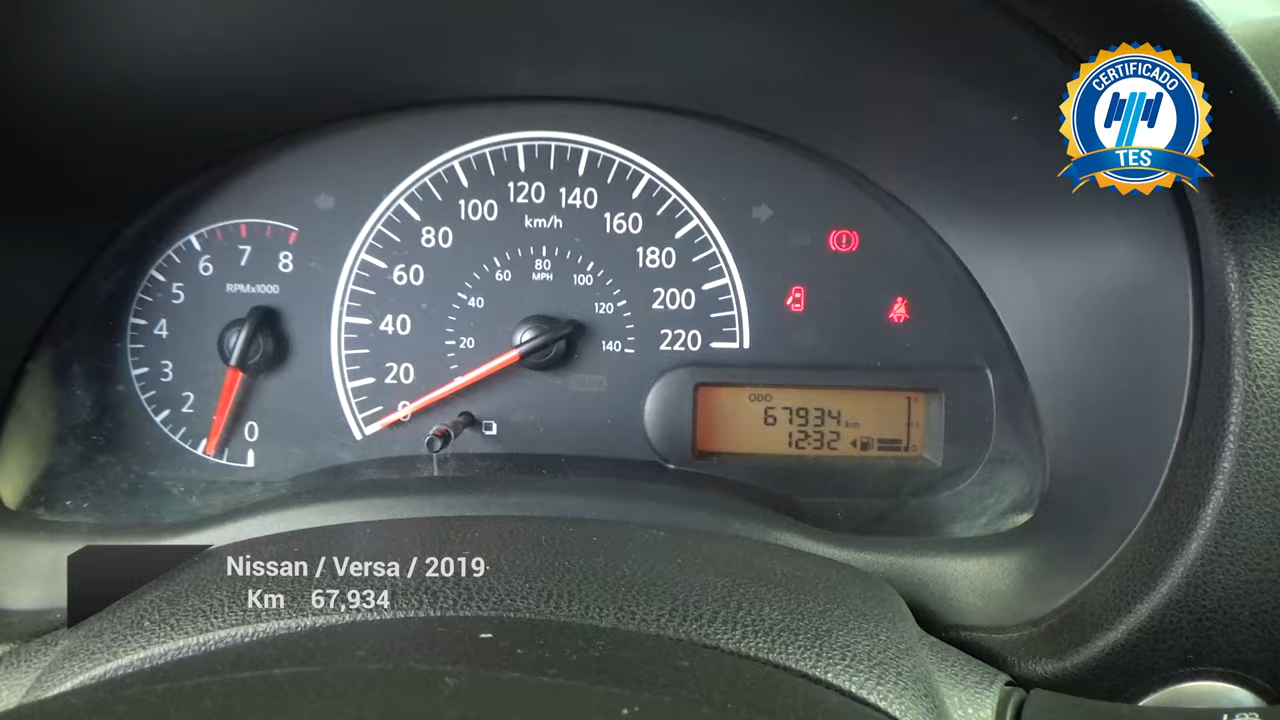 CERTIFICADO
TES
120 140
100 160
km/h
80 180
60 200
40 220
20
0
80
MPH
60 100
40 120
20 140
6 7 8
5
RPMx1000
4
3
2
0
ODO
67934 km
12:32
Nissan / Versa / 2019
Km 67,934